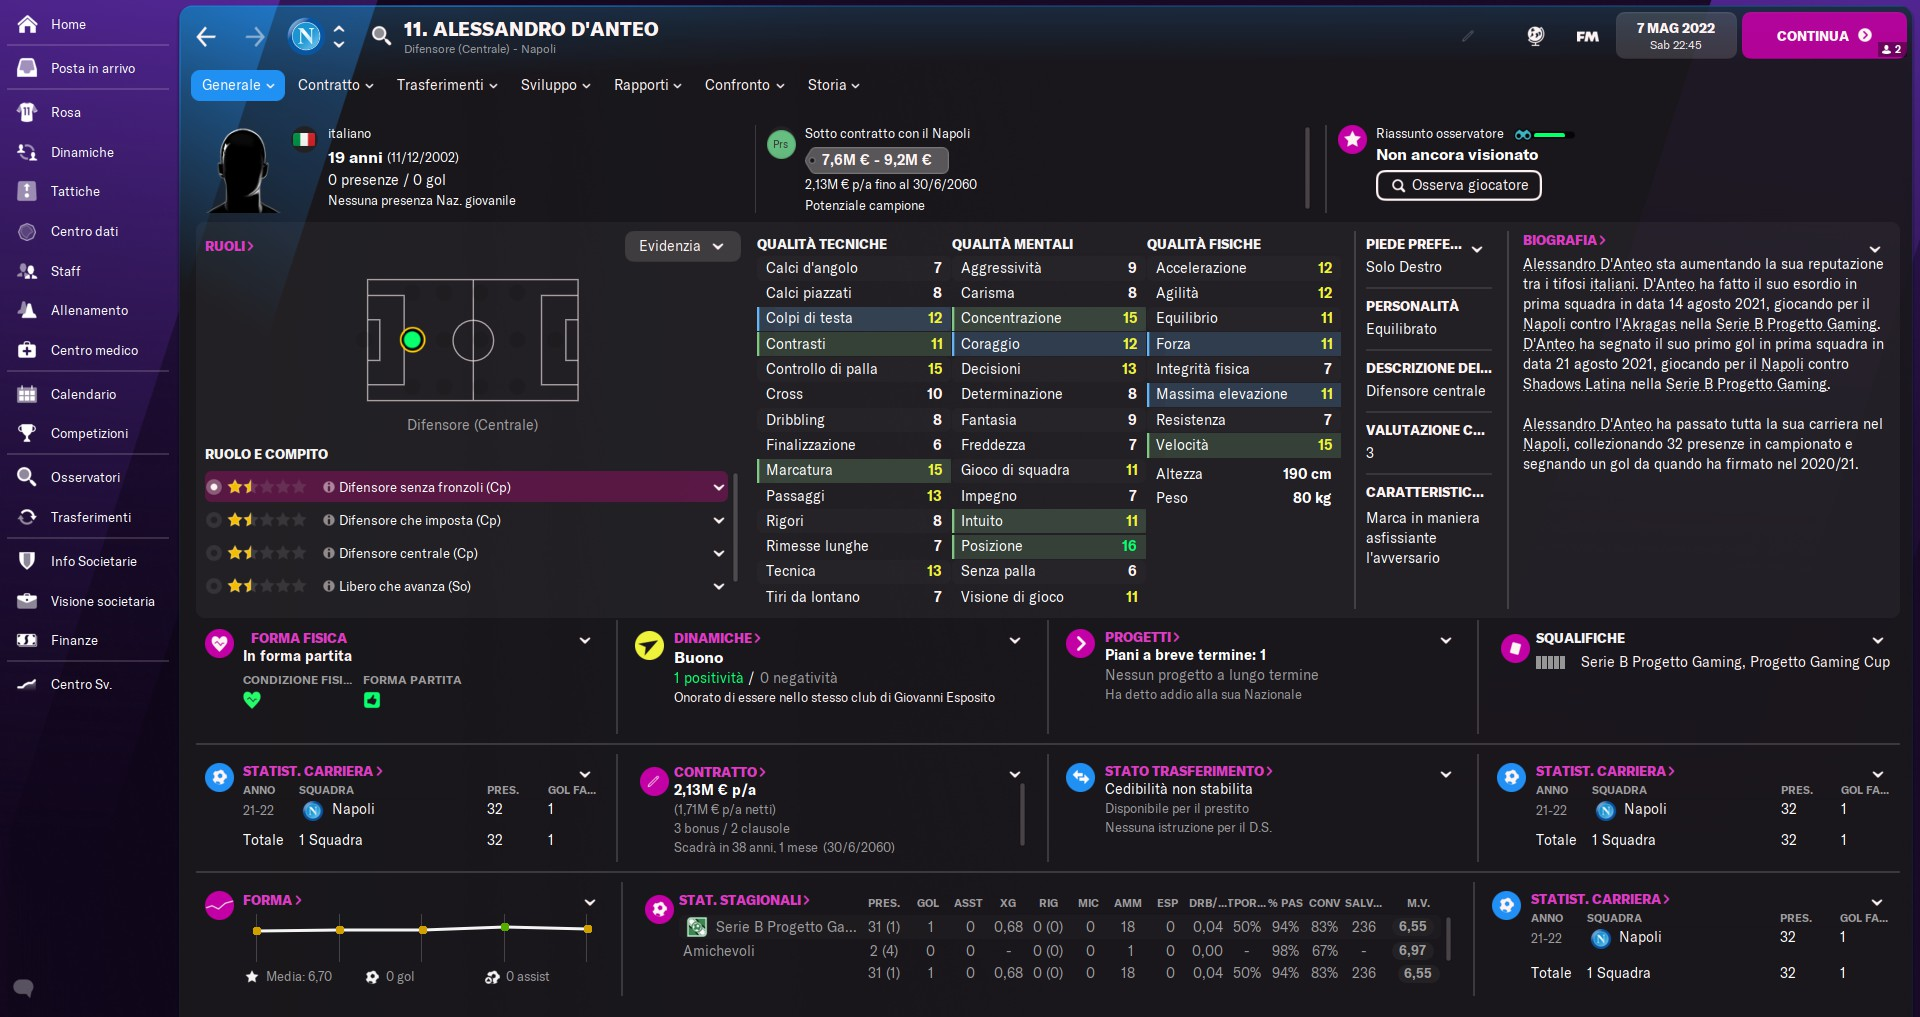 Home
Posta in arrivo
Rosa
Dinamiche
Tattiche
Centro dati
Staff
Allenamento
Centro medico
Calendario
Competizioni
Osservatori
Trasferimenti
Info Societarie
Visione societaria
Finanze
Centro Sv.
11. ALESSANDRO D'ANTEO
Difensore (Centrale) - Napoli
FM
7 MAG 2022
Sab 22:45
CONTINUA
2
Generale
Contratto
Trasferimenti
Sviluppo
Rapporti
Confronto
Storia
italiano
19 anni (11/12/2002)
0 presenze / 0 gol
Nessuna presenza Naz. giovanile
Prs
Sotto contratto con il Napoli
7,6M € - 9,2M €
2,13M € p/a fino al 30/6/2060
Potenziale campione
Riassunto osservatore
Non ancora visionato
Osserva giocatore
RUOLI
Evidenzia
Difensore (Centrale)
RUOLO E COMPITO
Difensore senza fronzoli (Cp)
Difensore che imposta (Cp)
Difensore centrale (Cp)
Libero che avanza (So)
QUALITÀ TECNICHE
Calci d'angolo 7
Calci piazzati 8
Colpi di testa 12
Contrasti 11
Controllo di palla 15
Cross 10
Dribbling 8
Finalizzazione 6
Marcatura 15
Passaggi 13
Rigori 8
Rimesse lunghe 7
Tecnica 13
Tiri da lontano 7
QUALITÀ MENTALI
Aggressività 9
Carisma 8
Concentrazione 15
Coraggio 12
Decisioni 13
Determinazione 8
Fantasia 9
Freddezza 7
Gioco di squadra 11
Impegno 7
Intuito 11
Posizione 16
Senza palla 6
Visione di gioco 11
QUALITÀ FISICHE
Accelerazione 12
Agilità 12
Equilibrio 11
Forza 11
Integrità fisica 7
Massima elevazione 11
Resistenza 7
Velocità 15
Altezza 190 cm
Peso 80 kg
PIEDE PREFE...
Solo Destro
PERSONALITÀ
Equilibrato
DESCRIZIONE DEI...
Difensore centrale
VALUTAZIONE C...
3
CARATTERISTIC...
Marca in maniera
asfissiante
l'avversario
BIOGRAFIA
Alessandro D'Anteo sta aumentando la sua reputazione
tra i tifosi italiani. D'Anteo ha fatto il suo esordio in
prima squadra in data 14 agosto 2021, giocando per il
Napoli contro l'Akragas nella Serie B Progetto Gaming.
D'Anteo ha segnato il suo primo gol in prima squadra in
data 21 agosto 2021, giocando per il Napoli contro
Shadows Latina nella Serie B Progetto Gaming.
Alessandro D'Anteo ha passato tutta la sua carriera nel
Napoli, collezionando 32 presenze in campionato e
segnando un gol da quando ha firmato nel 2020/21.
FORMA FISICA
In forma partita
CONDIZIONE FISI... FORMA PARTITA
DINAMICHE
Buono
1 positività / 0 negatività
Onorato di essere nello stesso club di Giovanni Esposito
PROGETTI
Piani a breve termine: 1
Nessun progetto a lungo termine
Ha detto addio alla sua Nazionale
SQUALIFICHE
Serie B Progetto Gaming, Progetto Gaming Cup
STATIST. CARRIERA
ANNO SQUADRA PRES. GOL FA...
21-22 Napoli 32 1
Totale 1 Squadra 32 1
CONTRATTO
2,13M € p/a
(1,71M € p/a netti)
3 bonus / 2 clausole
Scadrà in 38 anni, 1 mese (30/6/2060)
STATO TRASFERIMENTO
Cedibilità non stabilita
Disponibile per il prestito
Nessuna istruzione per il D.S.
STATIST. CARRIERA
ANNO SQUADRA PRES. GOL FA...
21-22 Napoli 32 1
Totale 1 Squadra 32 1
FORMA
Media: 6,70 0 gol 0 assist
STAT. STAGIONALI PRES. GOL ASST XG RIG MIC AMM ESP DRB/... TPOR... % PAS CONV SALV... M.V.
Serie B Progetto Ga... 31 (1) 1 0 0,68 0 (0) 0 18 0 0,04 50% 94% 83% 236 6,55
Amichevoli 2 (4) 0 0 - 0 (0) 0 1 0 0,00 - 98% 67% - 6,97
31 (1) 1 0 0,68 0 (0) 0 18 0 0,04 50% 94% 83% 236 6,55
STATIST. CARRIERA
ANNO SQUADRA PRES. GOL FA...
21-22 Napoli 32 1
Totale 1 Squadra 32 1